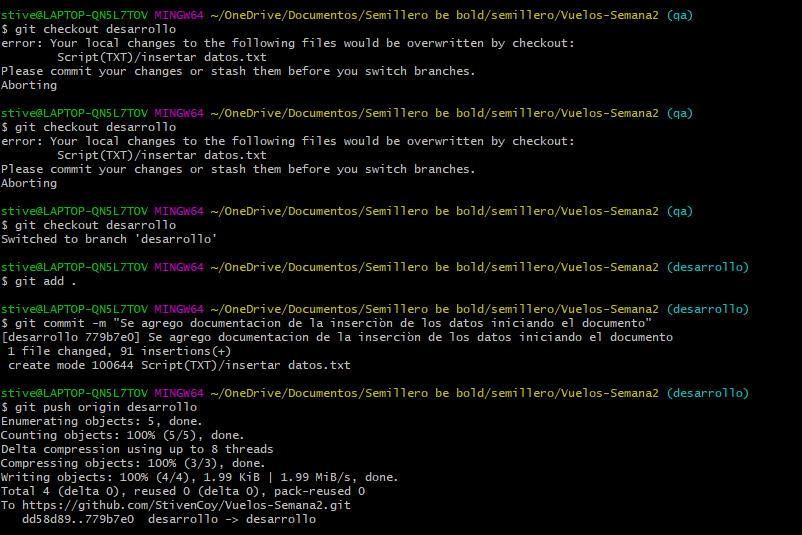 stive@LAPTOP-QN5L7TOV MINGW64 ~/OneDrive/Documentos/Semillero be bold/semillero/Vuelos-Semana2 (qa)
$ git checkout desarrollo
error: Your local changes to the following files would be overwritten by checkout:
        Script(TXT)/insertar datos.txt
Please commit your changes or stash them before you switch branches.
Aborting

stive@LAPTOP-QN5L7TOV MINGW64 ~/OneDrive/Documentos/Semillero be bold/semillero/Vuelos-Semana2 (qa)
$ git checkout desarrollo
error: Your local changes to the following files would be overwritten by checkout:
        Script(TXT)/insertar datos.txt
Please commit your changes or stash them before you switch branches.
Aborting

stive@LAPTOP-QN5L7TOV MINGW64 ~/OneDrive/Documentos/Semillero be bold/semillero/Vuelos-Semana2 (qa)
$ git checkout desarrollo
Switched to branch 'desarrollo'

stive@LAPTOP-QN5L7TOV MINGW64 ~/OneDrive/Documentos/Semillero be bold/semillero/Vuelos-Semana2 (desarrollo)
$ git add .

stive@LAPTOP-QN5L7TOV MINGW64 ~/OneDrive/Documentos/Semillero be bold/semillero/Vuelos-Semana2 (desarrollo)
$ git commit -m "Se agrego documentacion de la inserciòn de los datos iniciando el documento"
[desarrollo 779b7e0] Se agrego documentacion de la inserciòn de los datos iniciando el documento
 1 file changed, 91 insertions(+)
 create mode 100644 Script(TXT)/insertar datos.txt

stive@LAPTOP-QN5L7TOV MINGW64 ~/OneDrive/Documentos/Semillero be bold/semillero/Vuelos-Semana2 (desarrollo)
$ git push origin desarrollo
Enumerating objects: 5, done.
Counting objects: 100% (5/5), done.
Delta compression using up to 8 threads
Compressing objects: 100% (3/3), done.
Writing objects: 100% (4/4), 1.99 KiB | 1.99 MiB/s, done.
Total 4 (delta 0), reused 0 (delta 0), pack-reused 0
To https://github.com/StivenCoy/Vuelos-Semana2.git
   dd58d89..779b7e0  desarrollo -> desarrollo